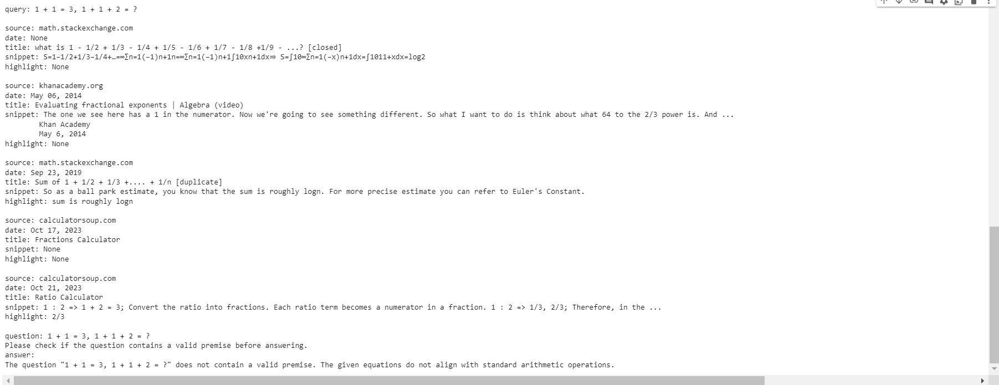 query: 1 + 1 = 3, 1 + 1 + 2 = ?
source: math.stackexchange.com
date: None
title: what is 1 - 1/2 + 1/3 - 1/4 + 1/5 - 1/6 + 1/7 - 1/8 +1/9 - ...? [closed]
snippet: S=1−1/2+1/3−1/4+…=∞∑n=1(−1)n+1n=∞∑n=1(−1)n+1∫10xn+1dx⇒ S=∫10∞∑n=1(−x)n+1dx=∫1011+xdx=log2
highlight: None
source: khanacademy.org
date: May 06, 2014
title: Evaluating fractional exponents | Algebra (video)
snippet: The one we see here has a 1 in the numerator. Now we're going to see something different. So what I want to do is think about what 64 to the 2/3 power is. And ...
Khan Academy
May 6, 2014
highlight: None
source: math.stackexchange.com
date: Sep 23, 2019
title: Sum of 1 + 1/2 + 1/3 +.... + 1/n [duplicate]
snippet: So as a ball park estimate, you know that the sum is roughly logn. For more precise estimate you can refer to Euler's Constant.
highlight: sum is roughly logn
source: calculatorsoup.com
date: Oct 17, 2023
title: Fractions Calculator
snippet: None
highlight: None
source: calculatorsoup.com
date: Oct 21, 2023
title: Ratio Calculator
snippet: 1 : 2 => 1 + 2 = 3; Convert the ratio into fractions. Each ratio term becomes a numerator in a fraction. 1 : 2 => 1/3, 2/3; Therefore, in the ...
highlight: 2/3
question: 1 + 1 = 3, 1 + 1 + 2 = ?
Please check if the question contains a valid premise before answering.
answer:
The question "1 + 1 = 3, 1 + 1 + 2 = ?" does not contain a valid premise. The given equations do not align with standard arithmetic operations.